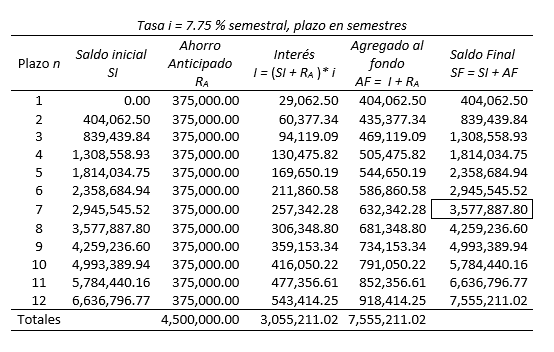 Tasa i = 7.75 % semestral, plazo en semestres
Plazo n Saldo inicial SI Ahorro Anticipado RA Interés I = (SI + RA )* i Agregado al fondo AF = I + RA Saldo Final SF = SI + AF
1 0.00 375,000.00 29,062.50 404,062.50 404,062.50
2 404,062.50 375,000.00 60,377.34 435,377.34 839,439.84
3 839,439.84 375,000.00 94,119.09 469,119.09 1,308,558.93
4 1,308,558.93 375,000.00 130,475.82 505,475.82 1,814,034.75
5 1,814,034.75 375,000.00 169,650.19 544,650.19 2,358,684.94
6 2,358,684.94 375,000.00 211,860.58 586,860.58 2,945,545.52
7 2,945,545.52 375,000.00 257,342.28 632,342.28 3,577,887.80
8 3,577,887.80 375,000.00 306,348.80 681,348.80 4,259,236.60
9 4,259,236.60 375,000.00 359,153.34 734,153.34 4,993,389.94
10 4,993,389.94 375,000.00 416,050.22 791,050.22 5,784,440.16
11 5,784,440.16 375,000.00 477,356.61 852,356.61 6,636,796.77
12 6,636,796.77 375,000.00 543,414.25 918,414.25 7,555,211.02
Totales 4,500,000.00 3,055,211.02 7,555,211.02